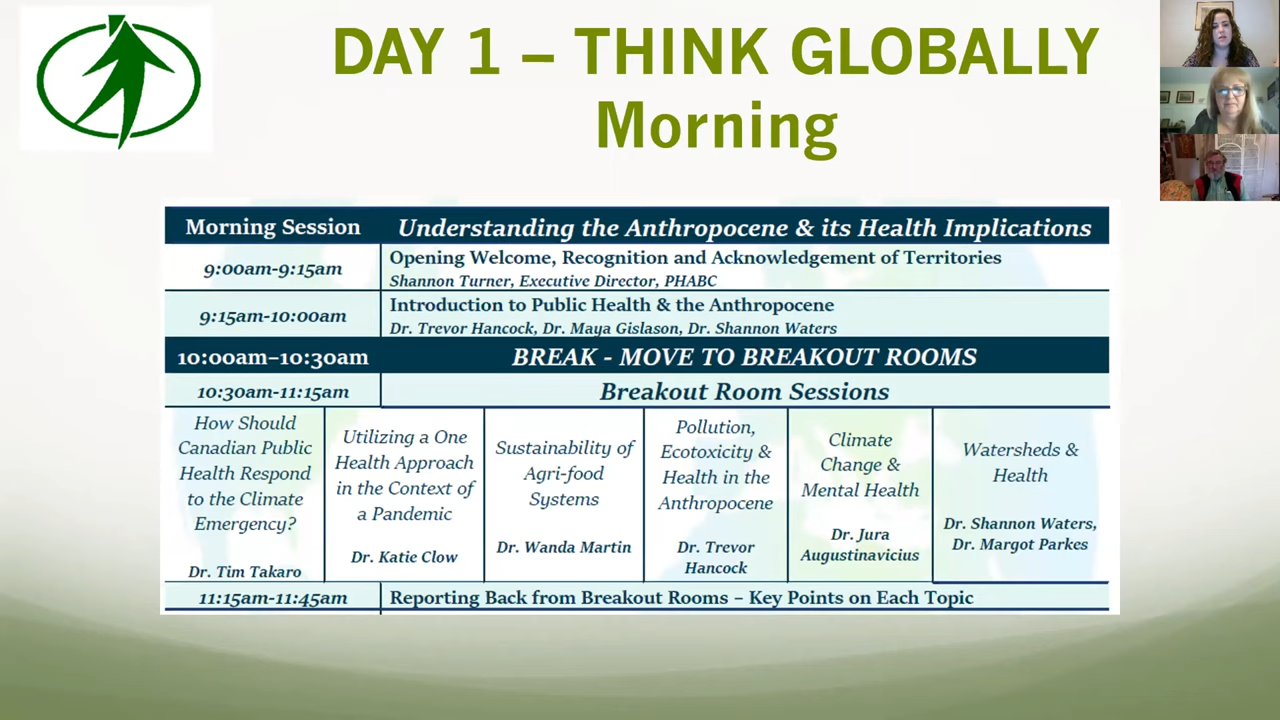 DAY 1 – THINK GLOBALLY
Morning
Morning Session
Understanding the Anthropocene & its Health Implications
9:00am-9:15am
Opening Welcome, Recognition and Acknowledgement of Territories
Shannon Turner, Executive Director, PHABC
9:15am-10:00am
Introduction to Public Health & the Anthropocene
Dr. Trevor Hancock, Dr. Maya Gislason, Dr. Shannon Waters
10:00am–10:30am
BREAK - MOVE TO BREAKOUT ROOMS
10:30am-11:15am
Breakout Room Sessions
How Should
Canadian Public
Health Respond
to the Climate
Emergency?
Dr. Tim Takaro
Utilizing a One
Health Approach
in the Context of
a Pandemic
Dr. Katie Clow
Sustainability of
Agri-food
Systems
Dr. Wanda Martin
Pollution,
Ecotoxicity &
Health in the
Anthropocene
Dr. Trevor
Hancock
Climate
Change &
Mental Health
Dr. Jura
Augustinavicius
Watersheds &
Health
Dr. Shannon Waters,
Dr. Margot Parkes
11:15am-11:45am
Reporting Back from Breakout Rooms – Key Points on Each Topic